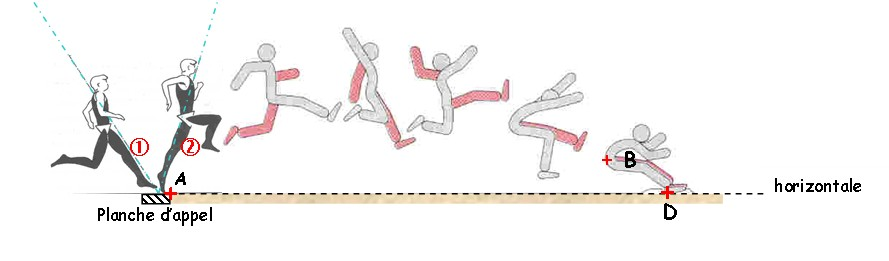 ① ②
A
B
horizontale
Planche d'appel
D